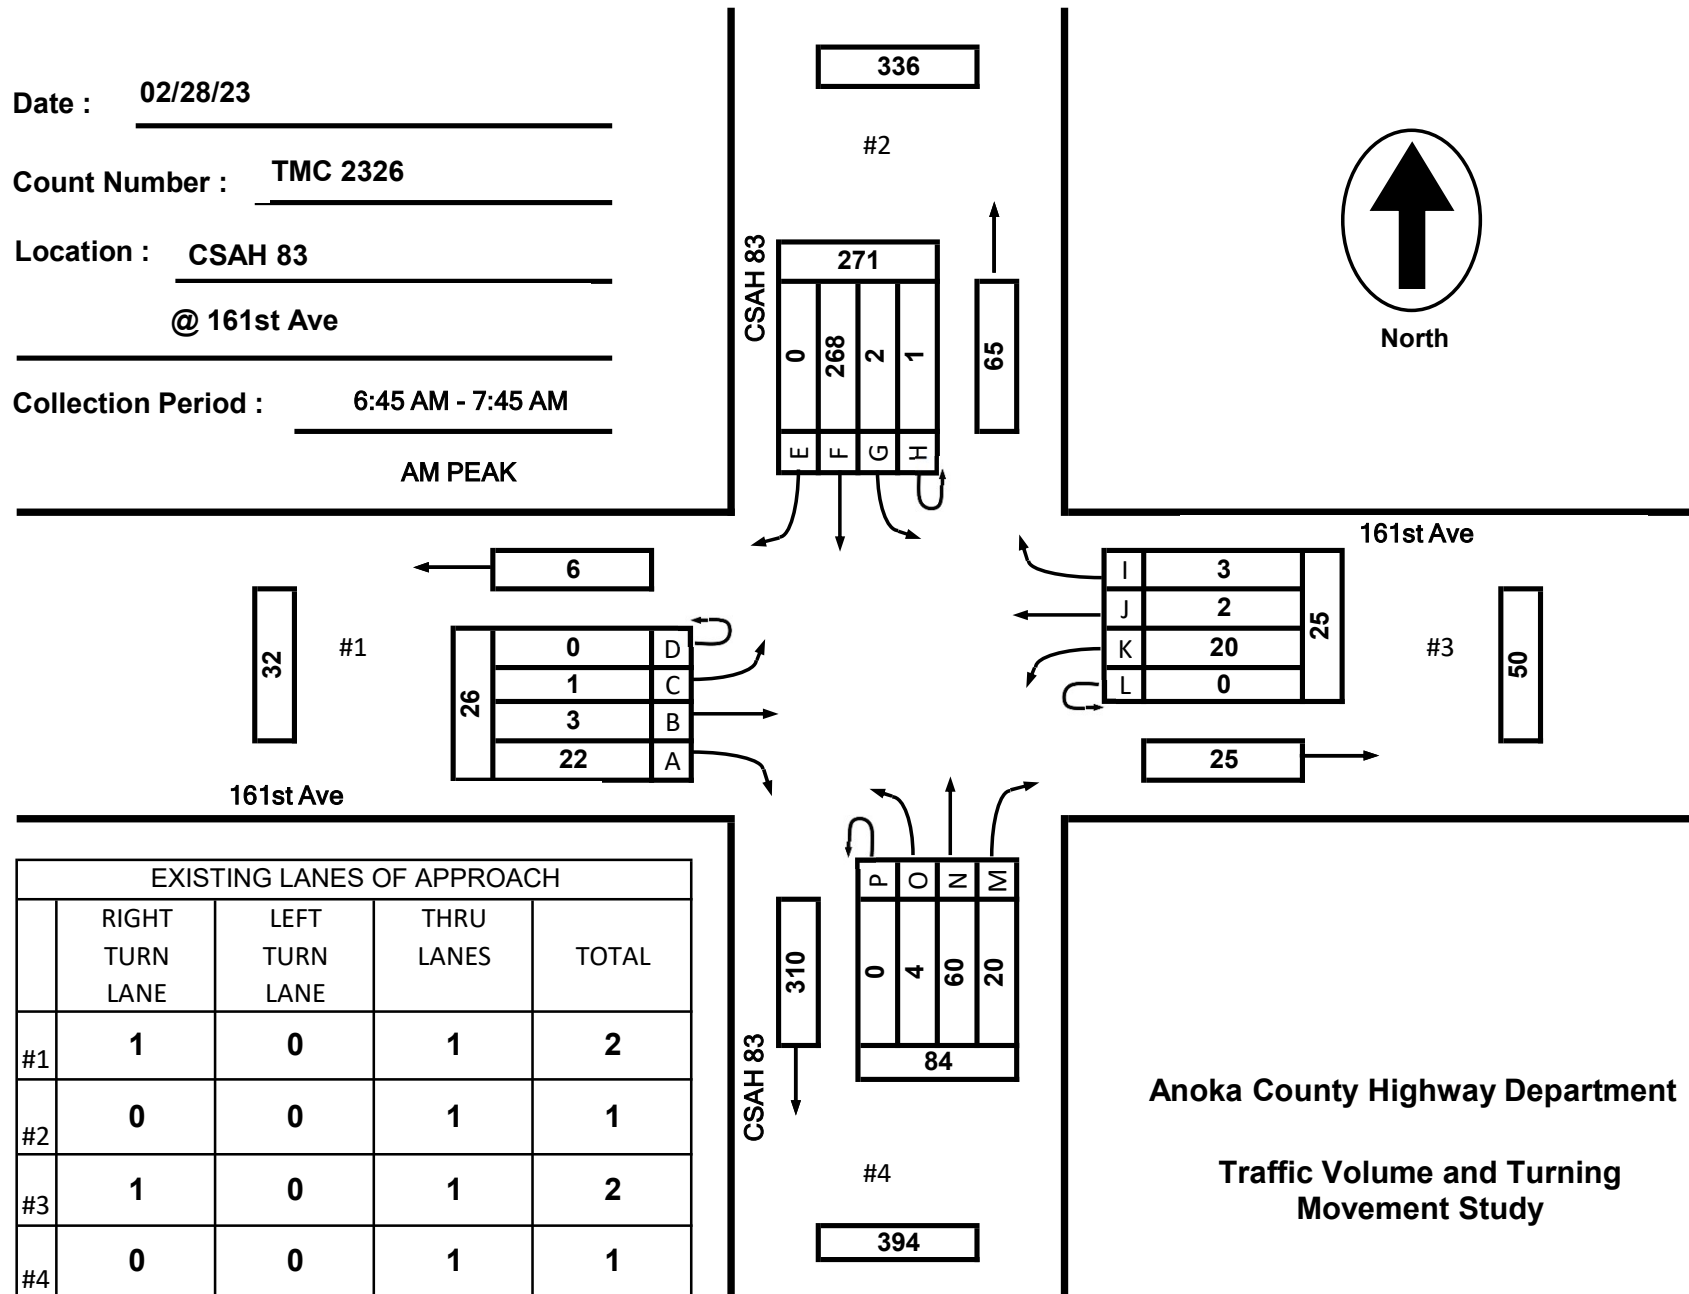 Date : 02/28/23
Count Number : TMC 2326
Location : CSAH 83
@ 161st Ave
Collection Period : 6:45 AM - 7:45 AM
AM PEAK
336
#2
CSAH 83
271
0 268 2 1
E F G H
65
North
161st Ave
6
32
#1
26
0 D
1 C
3 B
22 A
161st Ave
I 3
J 2
K 20
L 0
25
#3
50
25
P O N M
0 4 60 20
84
310
CSAH 83
#4
394
EXISTING LANES OF APPROACH
RIGHT TURN LANE
LEFT TURN LANE
THRU LANES
TOTAL
#1 1 0 1 2
#2 0 0 1 1
#3 1 0 1 2
#4 0 0 1 1
Anoka County Highway Department
Traffic Volume and Turning
Movement Study